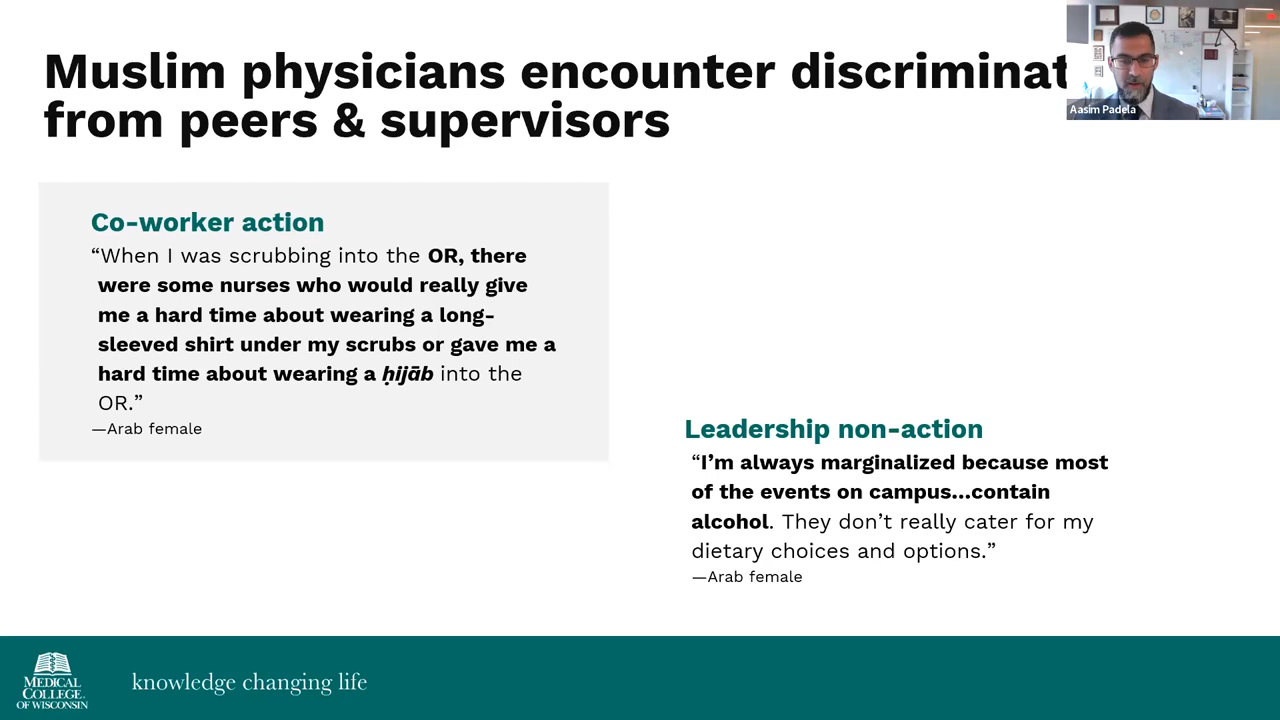 Muslim physicians encounter discriminat
from peers & supervisors
Aasim Padela
Co-worker action
“When I was scrubbing into the OR, there
were some nurses who would really give
me a hard time about wearing a long-
sleeved shirt under my scrubs or gave me a
hard time about wearing a ḥijāb into the
OR.”
—Arab female
Leadership non-action
“I’m always marginalized because most
of the events on campus...contain
alcohol. They don’t really cater for my
dietary choices and options.”
—Arab female
MEDICAL
COLLEGE
OF WISCONSIN
knowledge changing life